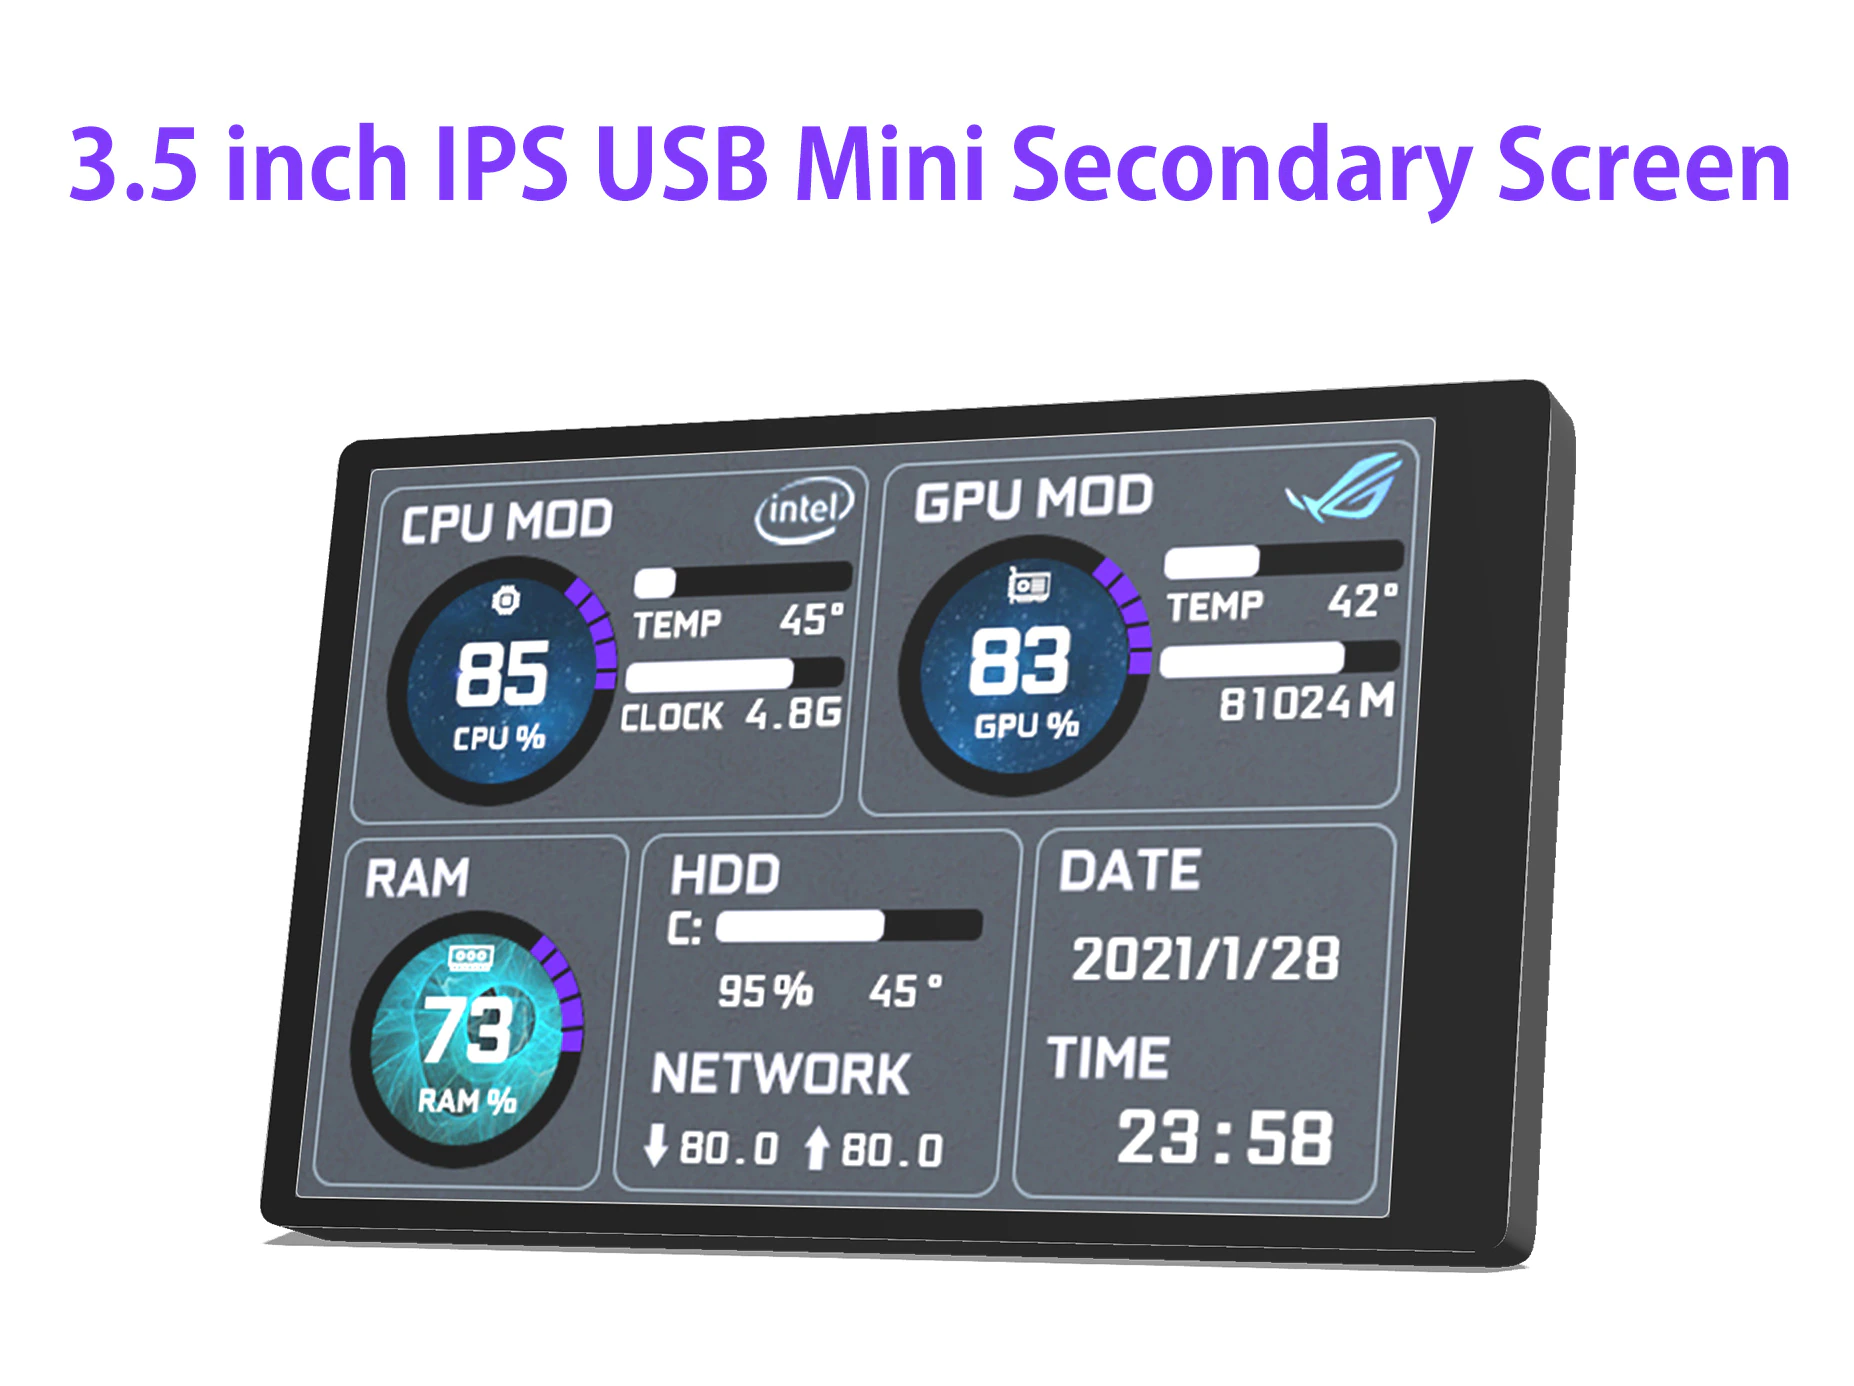 3.5 inch IPS USB Mini Secondary Screen
CPU MOD
intel
85
CPU %
TEMP 45°
CLOCK 4.8G
GPU MOD
83
GPU %
TEMP 42°
81024 M
RAM
73
RAM %
HDD
C:
95% 45°
NETWORK
80.0 80.0
DATE
2021/1/28
TIME
23:58